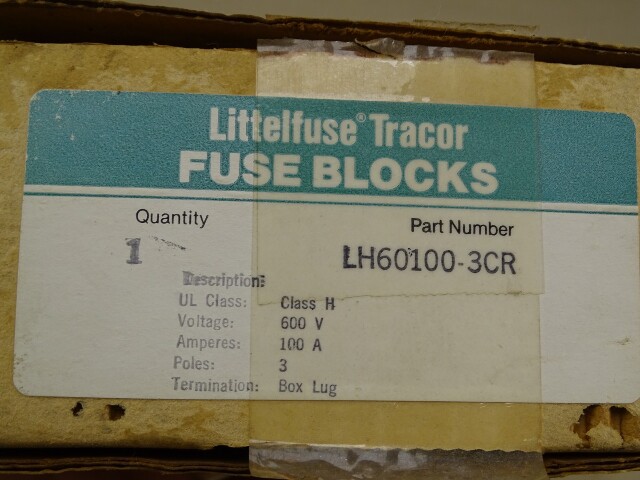 Littelfuse® Tracor
FUSE BLOCKS
Quantity
Part Number
1
LH60100-3CR
Description:
UL Class: Class H
Voltage: 600 V
Amperes: 100 A
Poles: 3
Termination: Box Lug